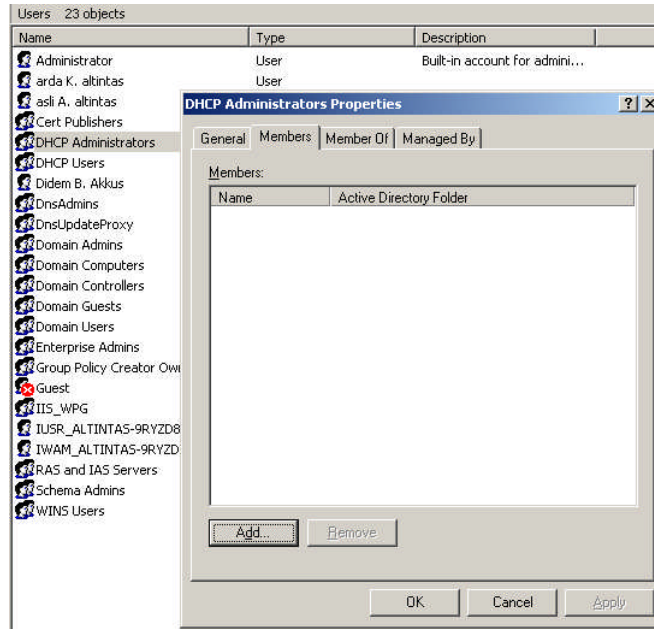 Users 23 objects
Name Type Description
Administrator User Built-in account for admini...
arda K. altintas User
asli A. altintas
Cert Publishers
DHCP Administrators
DHCP Users
Didem B. Akkus
DnsAdmins
DnsUpdateProxy
Domain Admins
Domain Computers
Domain Controllers
Domain Guests
Domain Users
Enterprise Admins
Group Policy Creator Ow
Guest
IIS_WPG
IUSR_ALTINTAS-9RYZD8
IWAM_ALTINTAS-9RYZD
RAS and IAS Servers
Schema Admins
WINS Users
DHCP Administrators Properties
General Members Member Of Managed By
Members:
Name Active Directory Folder
Add... Remove
OK Cancel Apply